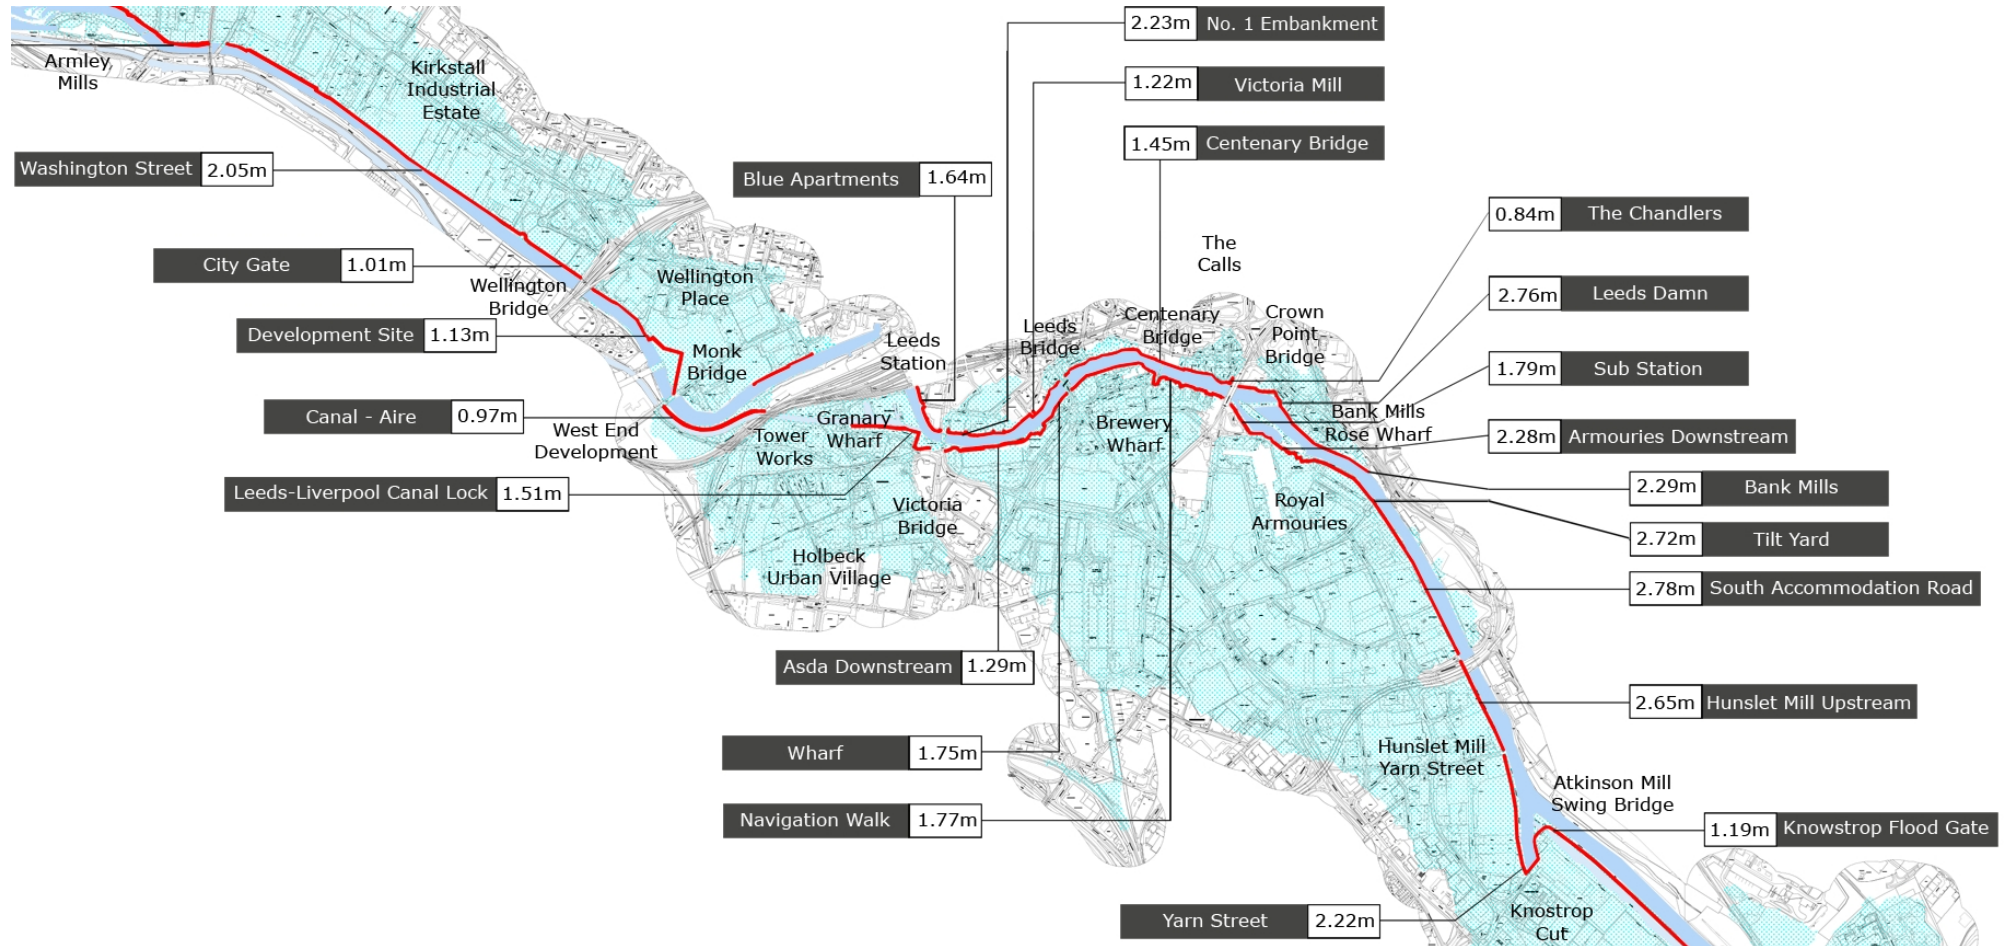 2.23m No. 1 Embankment
Armley
Mills
Kirkstall
Industrial
Estate
1.22m Victoria Mill
1.45m Centenary Bridge
Washington Street 2.05m
Blue Apartments 1.64m
0.84m The Chandlers
The
Calls
City Gate 1.01m
Wellington
Bridge
Wellington
Place
2.76m Leeds Damn
Development Site 1.13m
Monk
Bridge
Leeds
Station
Leeds
Bridge
Centenary
Bridge
Crown
Point
Bridge
1.79m Sub Station
Canal - Aire 0.97m
West End
Development
Tower
Works
Granary
Wharf
Brewery
Wharf
Bank Mills
Rose Wharf
2.28m Armouries Downstream
Leeds-Liverpool Canal Lock 1.51m
Victoria
Bridge
Royal
Armouries
2.29m Bank Mills
2.72m Tilt Yard
Holbeck
Urban Village
2.78m South Accommodation Road
Asda Downstream 1.29m
2.65m Hunslet Mill Upstream
Wharf 1.75m
Hunslet Mill
Yarn Street
Atkinson Mill
Swing Bridge
Navigation Walk 1.77m
1.19m Knowstrop Flood Gate
Yarn Street 2.22m
Knostrop
Cut